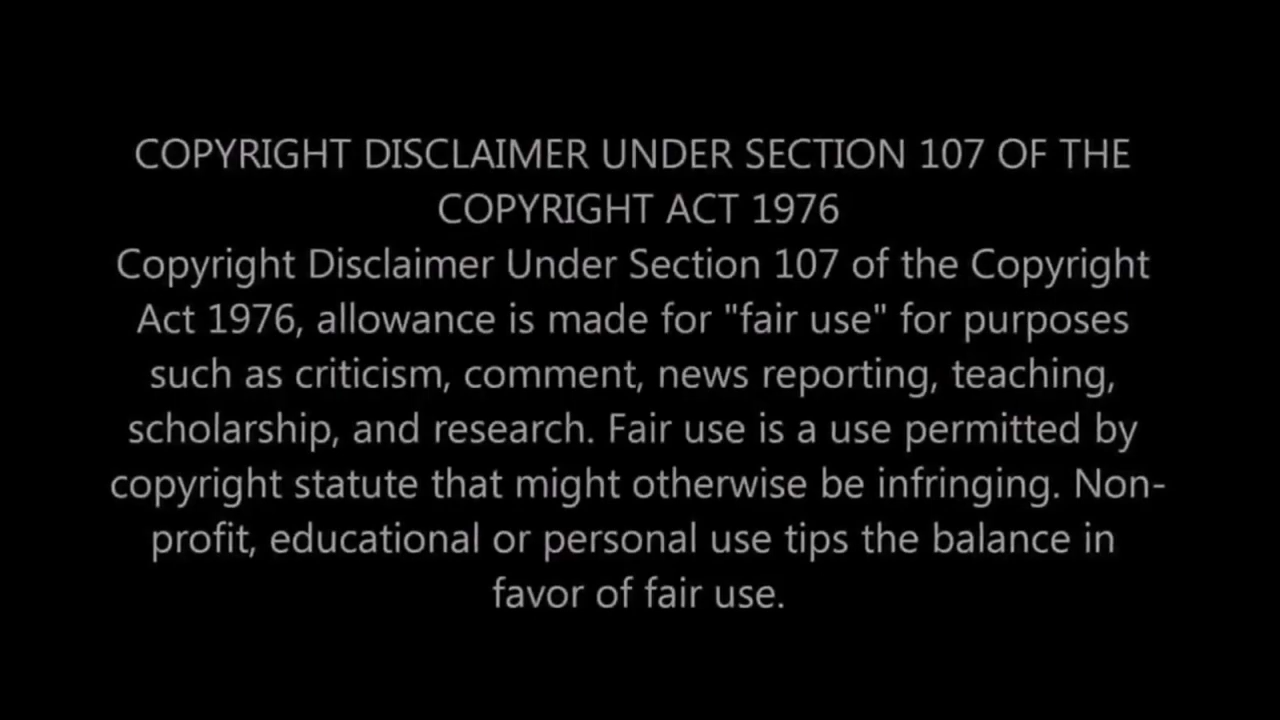 COPYRIGHT DISCLAIMER UNDER SECTION 107 OF THE
COPYRIGHT ACT 1976
Copyright Disclaimer Under Section 107 of the Copyright
Act 1976, allowance is made for "fair use" for purposes
such as criticism, comment, news reporting, teaching,
scholarship, and research. Fair use is a use permitted by
copyright statute that might otherwise be infringing. Non-
profit, educational or personal use tips the balance in
favor of fair use.